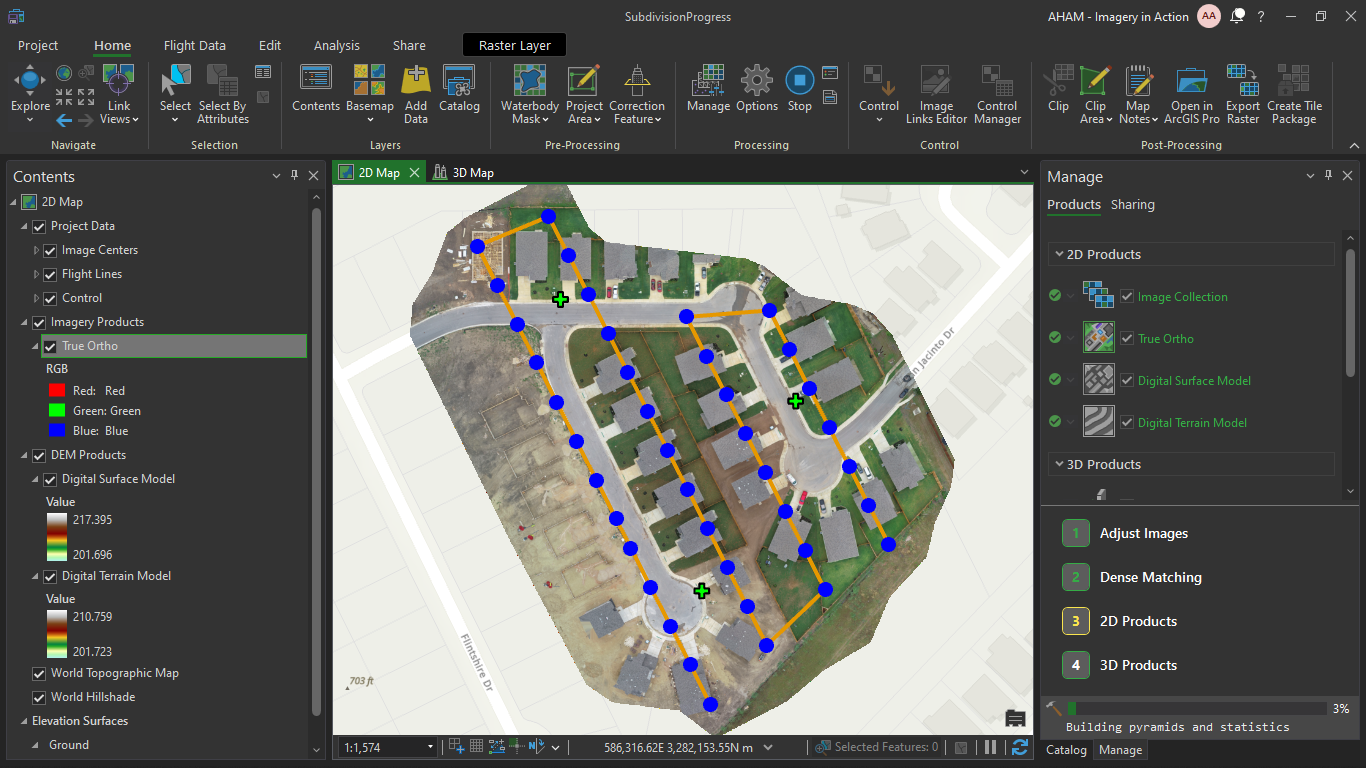 SubdivisionProgress
AHAM - Imagery in Action
AA
?
Project
Home
Flight Data
Edit
Analysis
Share
Raster Layer
Explore
Link Views
Select
Select By Attributes
Contents
Basemap
Add Data
Catalog
Waterbody Mask
Project Area
Correction Feature
Manage
Options
Stop
Control
Image Links Editor
Control Manager
Clip
Clip Area
Map Notes
Open in ArcGIS Pro
Export Raster
Create Tile Package
Navigate
Selection
Layers
Pre-Processing
Processing
Control
Post-Processing
Contents
2D Map
Project Data
Image Centers
Flight Lines
Control
Imagery Products
True Ortho
RGB
Red: Red
Green: Green
Blue: Blue
DEM Products
Digital Surface Model
Value
217.395
201.696
Digital Terrain Model
Value
210.759
201.723
World Topographic Map
World Hillshade
Elevation Surfaces
Ground
2D Map
3D Map
Jacinto Dr
Flintshire Dr
703 ft
1:1,574
586,316.62E 3,282,153.55N m
Selected Features: 0
Manage
Products
Sharing
2D Products
Image Collection
True Ortho
Digital Surface Model
Digital Terrain Model
3D Products
1 Adjust Images
2 Dense Matching
3 2D Products
4 3D Products
3%
Building pyramids and statistics
Catalog
Manage